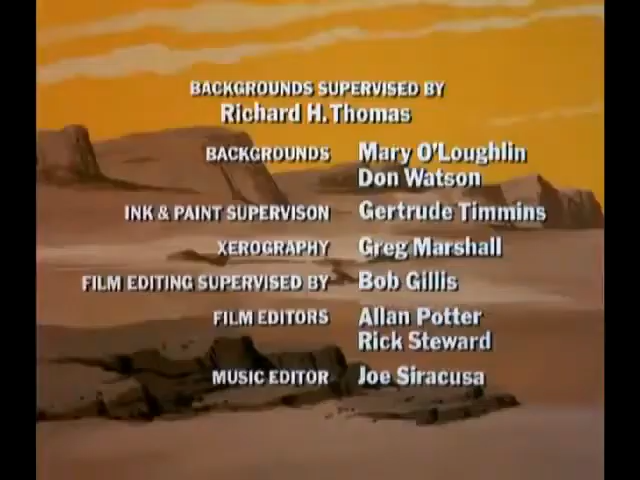 BACKGROUNDS SUPERVISED BY
Richard H. Thomas
BACKGROUNDS Mary O'Loughlin
Don Watson
INK & PAINT SUPERVISON Gertrude Timmins
XEROGRAPHY Greg Marshall
FILM EDITING SUPERVISED BY Bob Gillis
FILM EDITORS Allan Potter
Rick Steward
MUSIC EDITOR Joe Siracusa